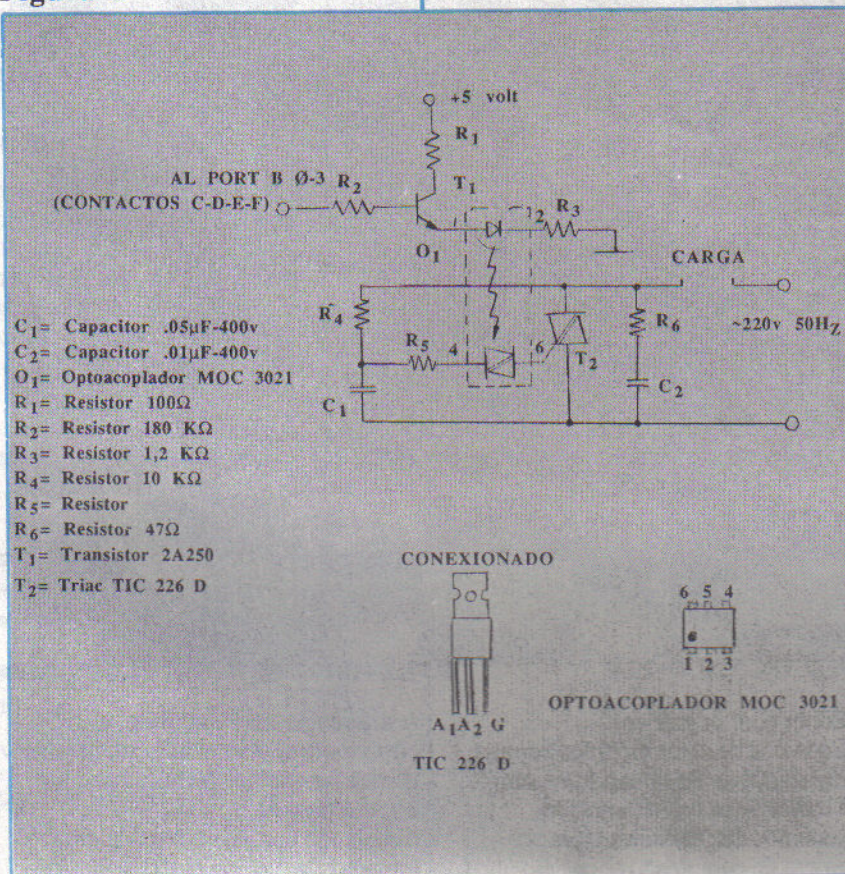 +5 volt
R1
AL PORT B Ø-3 R2
(CONTACTOS C-D-E-F)
T1
1
2
R3
O1
CARGA
R4
R5
4
6
T2
R6
~220v 50HZ
C1
C2
C1= Capacitor .05µF-400v
C2= Capacitor .01µF-400v
O1= Optoacoplador MOC 3021
R1= Resistor 100Ω
R2= Resistor 180 KΩ
R3= Resistor 1,2 KΩ
R4= Resistor 10 KΩ
R5= Resistor
R6= Resistor 47Ω
T1= Transistor 2A250
T2= Triac TIC 226 D
CONEXIONADO
A1 A2 G
TIC 226 D
6 5 4
1 2 3
OPTOACOPLADOR MOC 3021